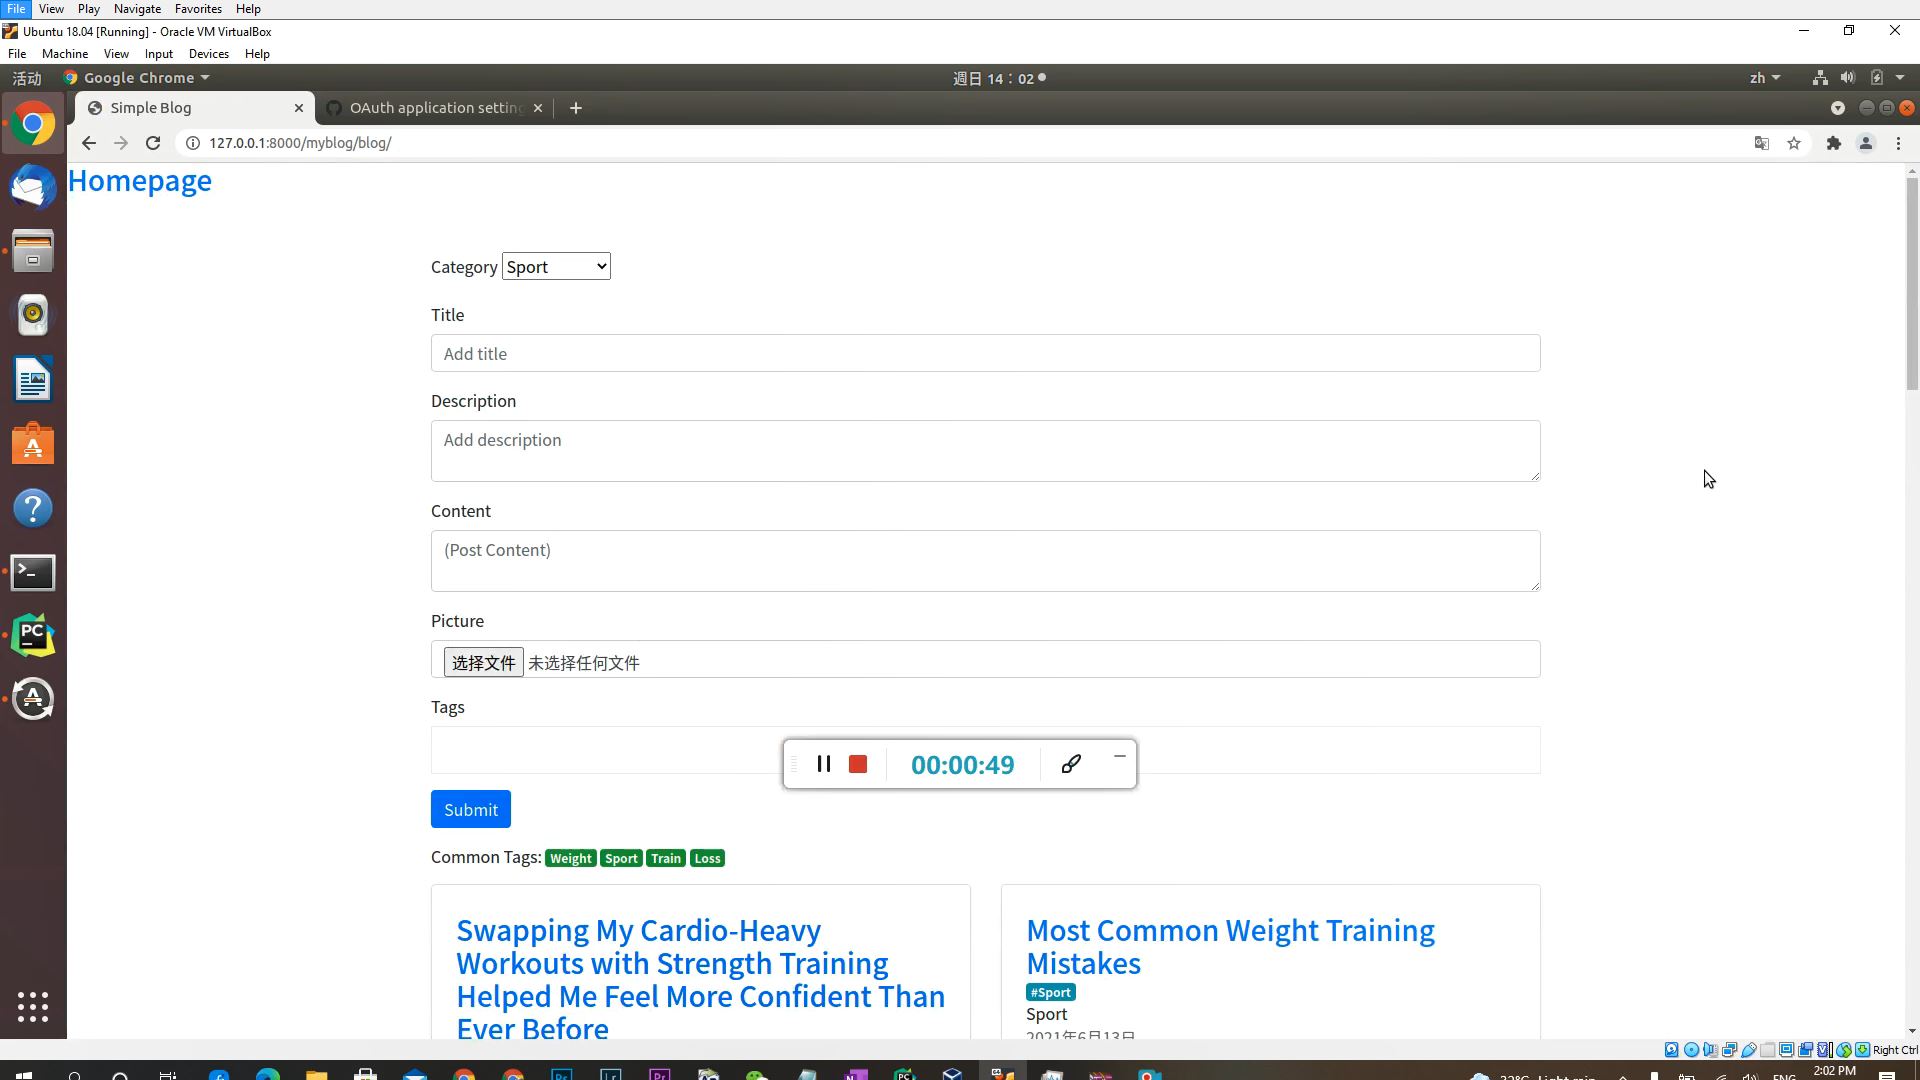 File View Play Navigate Favorites Help
Ubuntu 18.04 [Running] - Oracle VM VirtualBox
File Machine View Input Devices Help
活动 Google Chrome 週日 14：02 zh
Simple Blog OAuth application setting
127.0.0.1:8000/myblog/blog/
Homepage
Category Sport
Title
Add title
Description
Add description
Content
(Post Content)
Picture
选择文件 未选择任何文件
Tags
00:00:49
Submit
Common Tags: Weight Sport Train Loss
Swapping My Cardio-Heavy
Workouts with Strength Training
Helped Me Feel More Confident Than
Ever Before
Most Common Weight Training
Mistakes
#Sport
Sport
2021年6月13日
Right Ctrl
32°C Light rain ENG 2:02 PM